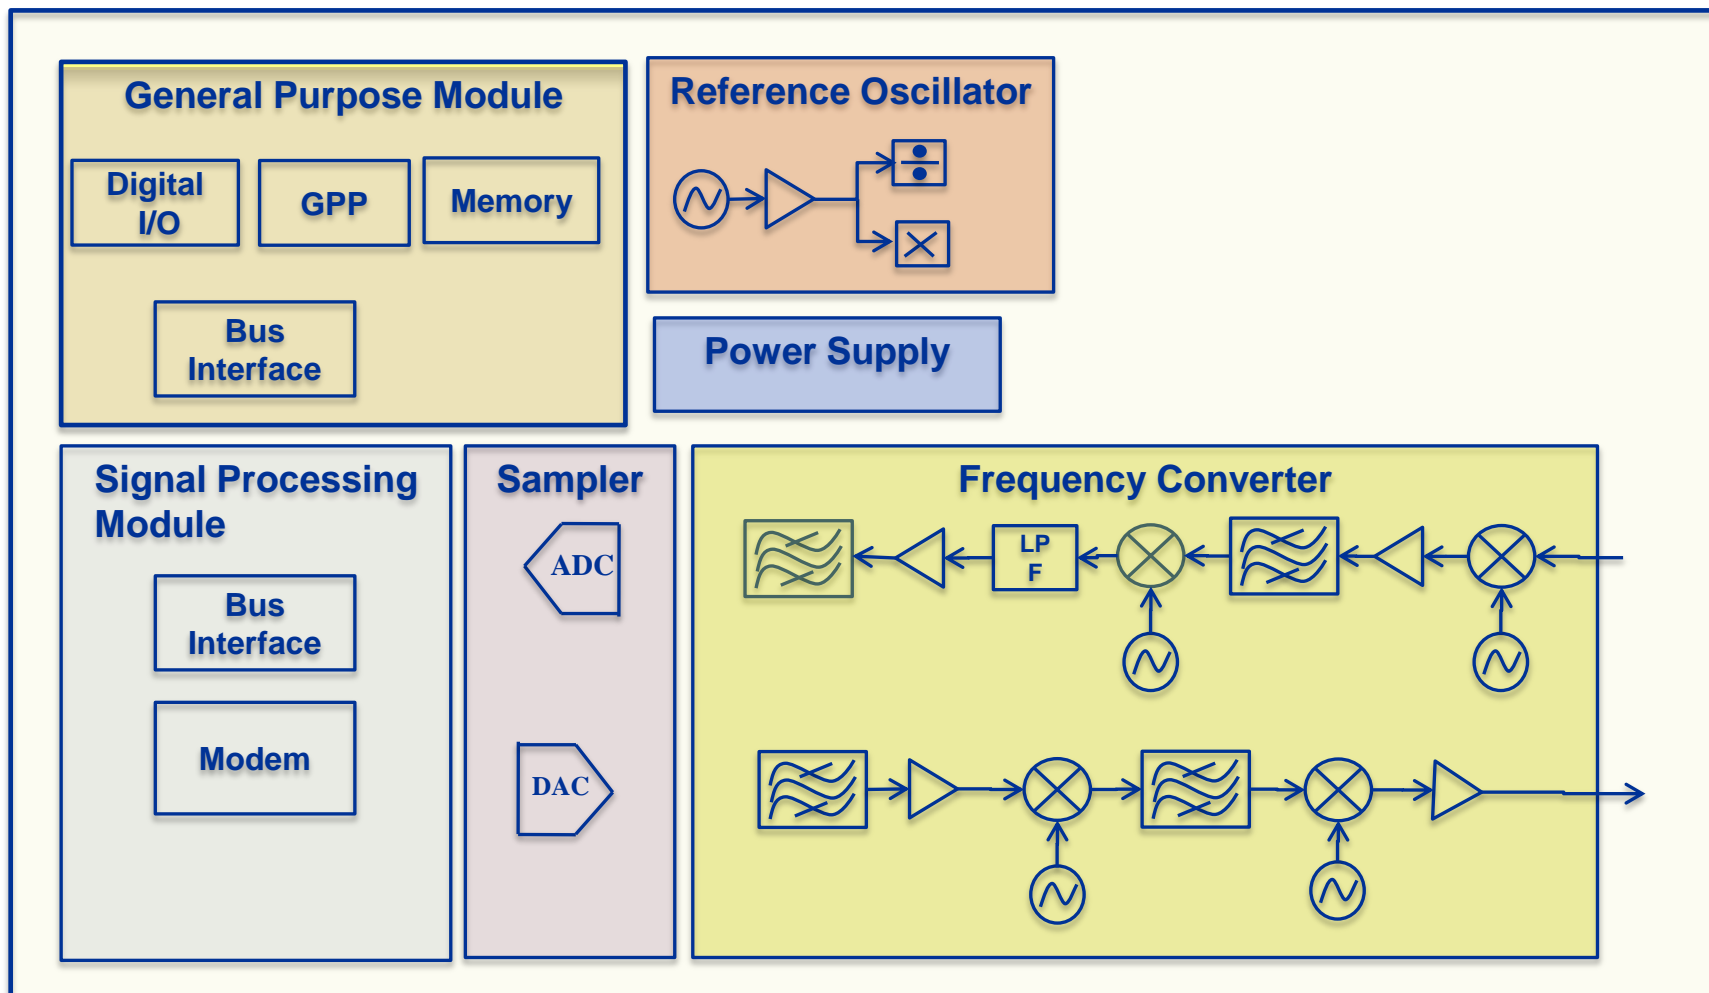 General Purpose Module
Digital
I/O
GPP
Memory
Bus
Interface
Reference Oscillator
Power Supply
Signal Processing
Module
Bus
Interface
Modem
Sampler
ADC
DAC
Frequency Converter
LP
F